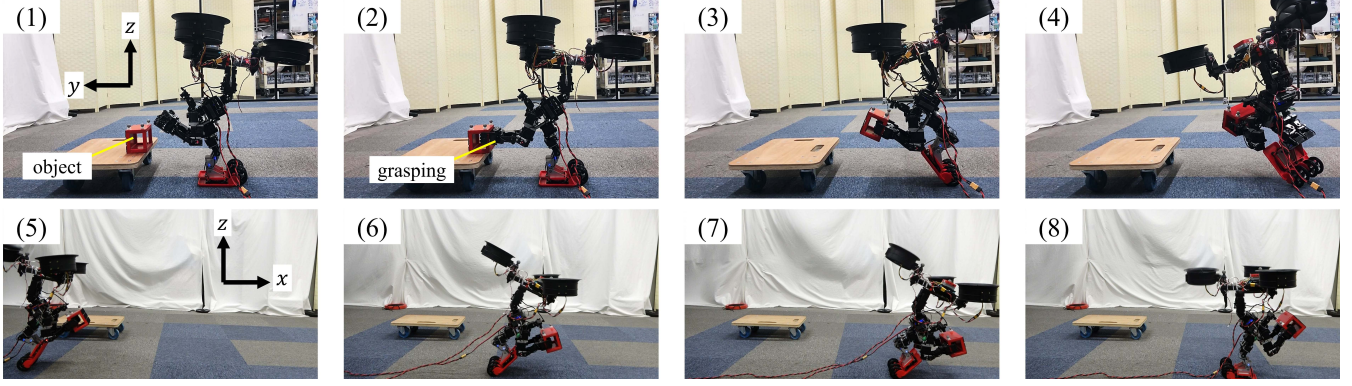 (1)
z
y
object
(2)
grasping
(3)
(4)
(5)
z
x
(6)
(7)
(8)